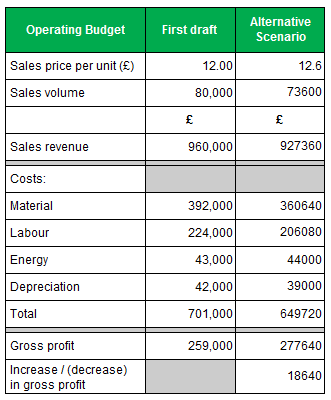 Operating Budget First draft Alternative Scenario
Sales price per unit (£) 12.00 12.6
Sales volume 80,000 73600
£ £
Sales revenue 960,000 927360
Costs:
Material 392,000 360640
Labour 224,000 206080
Energy 43,000 44000
Depreciation 42,000 39000
Total 701,000 649720
Gross profit 259,000 277640
Increase / (decrease)
in gross profit 18640